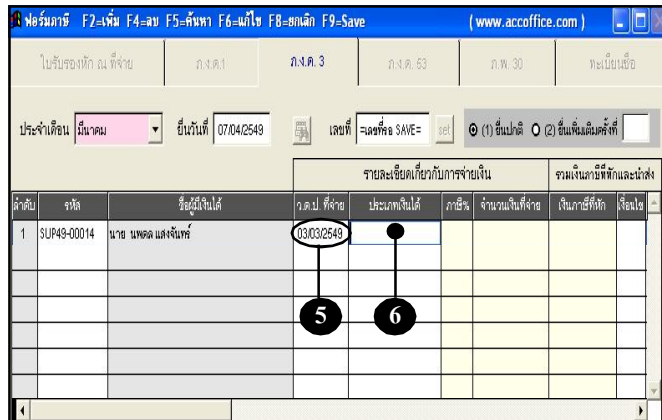 ฟอร์มภาษี F2=เพิ่ม F4=ลบ F5=ค้นหา F6=แก้ไข F8=ยกเลิก F9=Save ( www.accoffice.com )
ใบรับรองหัก ณ ที่จ่าย ภ.ง.ด.1 ภ.ง.ด. 3 ภ.ง.ด. 53 ภ.พ. 30 ทะเบียนชื่อ
ประจำเดือน มีนาคม ยื่นวันที่ 07/04/2549 เลขที่ =เลขที่รอ SAVE= set (1) ยื่นปกติ (2) ยื่นเพิ่มเติมครั้งที่
รายละเอียดเกี่ยวกับการจ่ายเงิน รวมเงินภาษีที่หักและนำส่ง
ลำดับ รหัส ชื่อผู้มีเงินได้ ว.ด.ป. ที่จ่าย ประเภทเงินได้ ภาษี% จำนวนเงินที่จ่าย เงินภาษีที่หัก เงื่อนไข
1 SUP49-00014 นาย นพดล แสงจันทร์ 03/03/2549
5 6